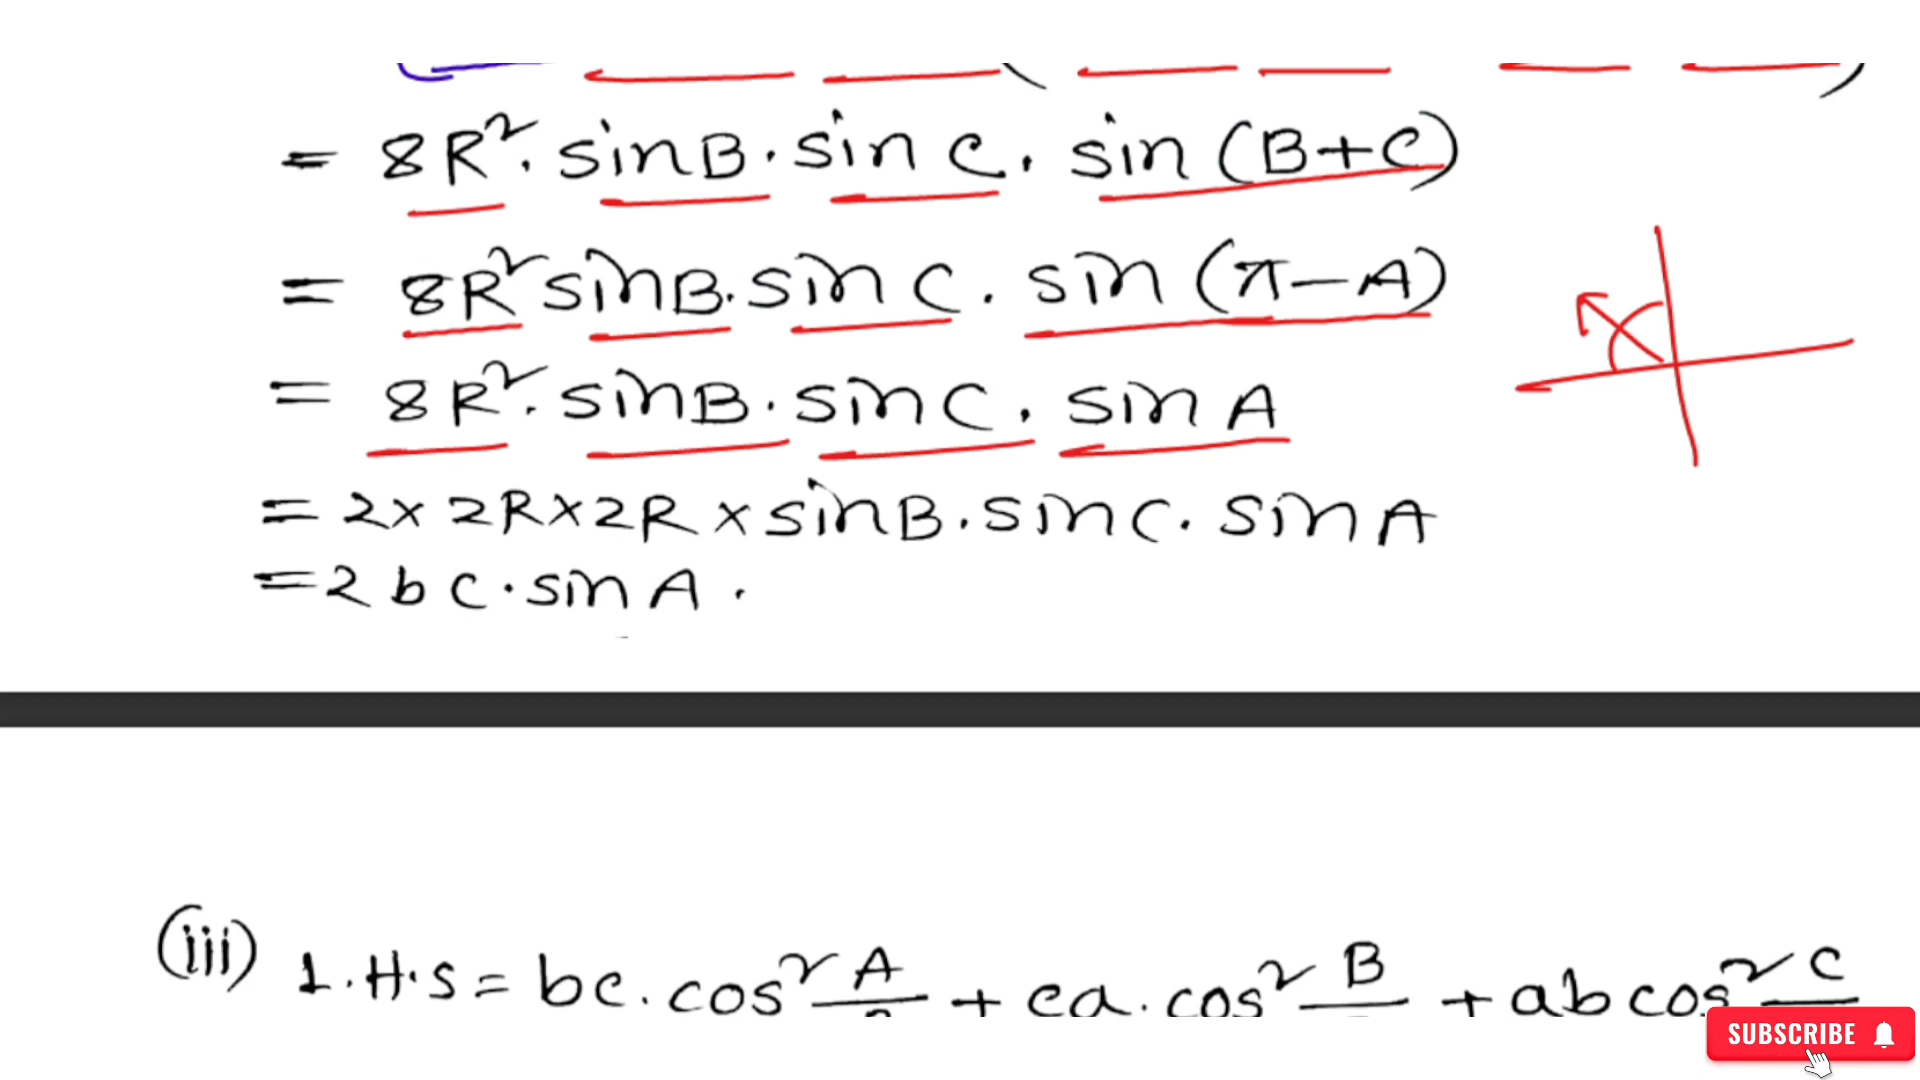 = 8R². sinB . sin C . sin (B+C)
= 8R² sinB . sin C . sin (π-A)
= 8R² . sinB . sinC . sin A
= 2 × 2R × 2R × sinB . sinC . sin A
= 2 b c . sin A .
(iii) L.H.S = bc . cos² A/2 + ca . cos² B/ + ab cos² C/
SUBSCRIBE